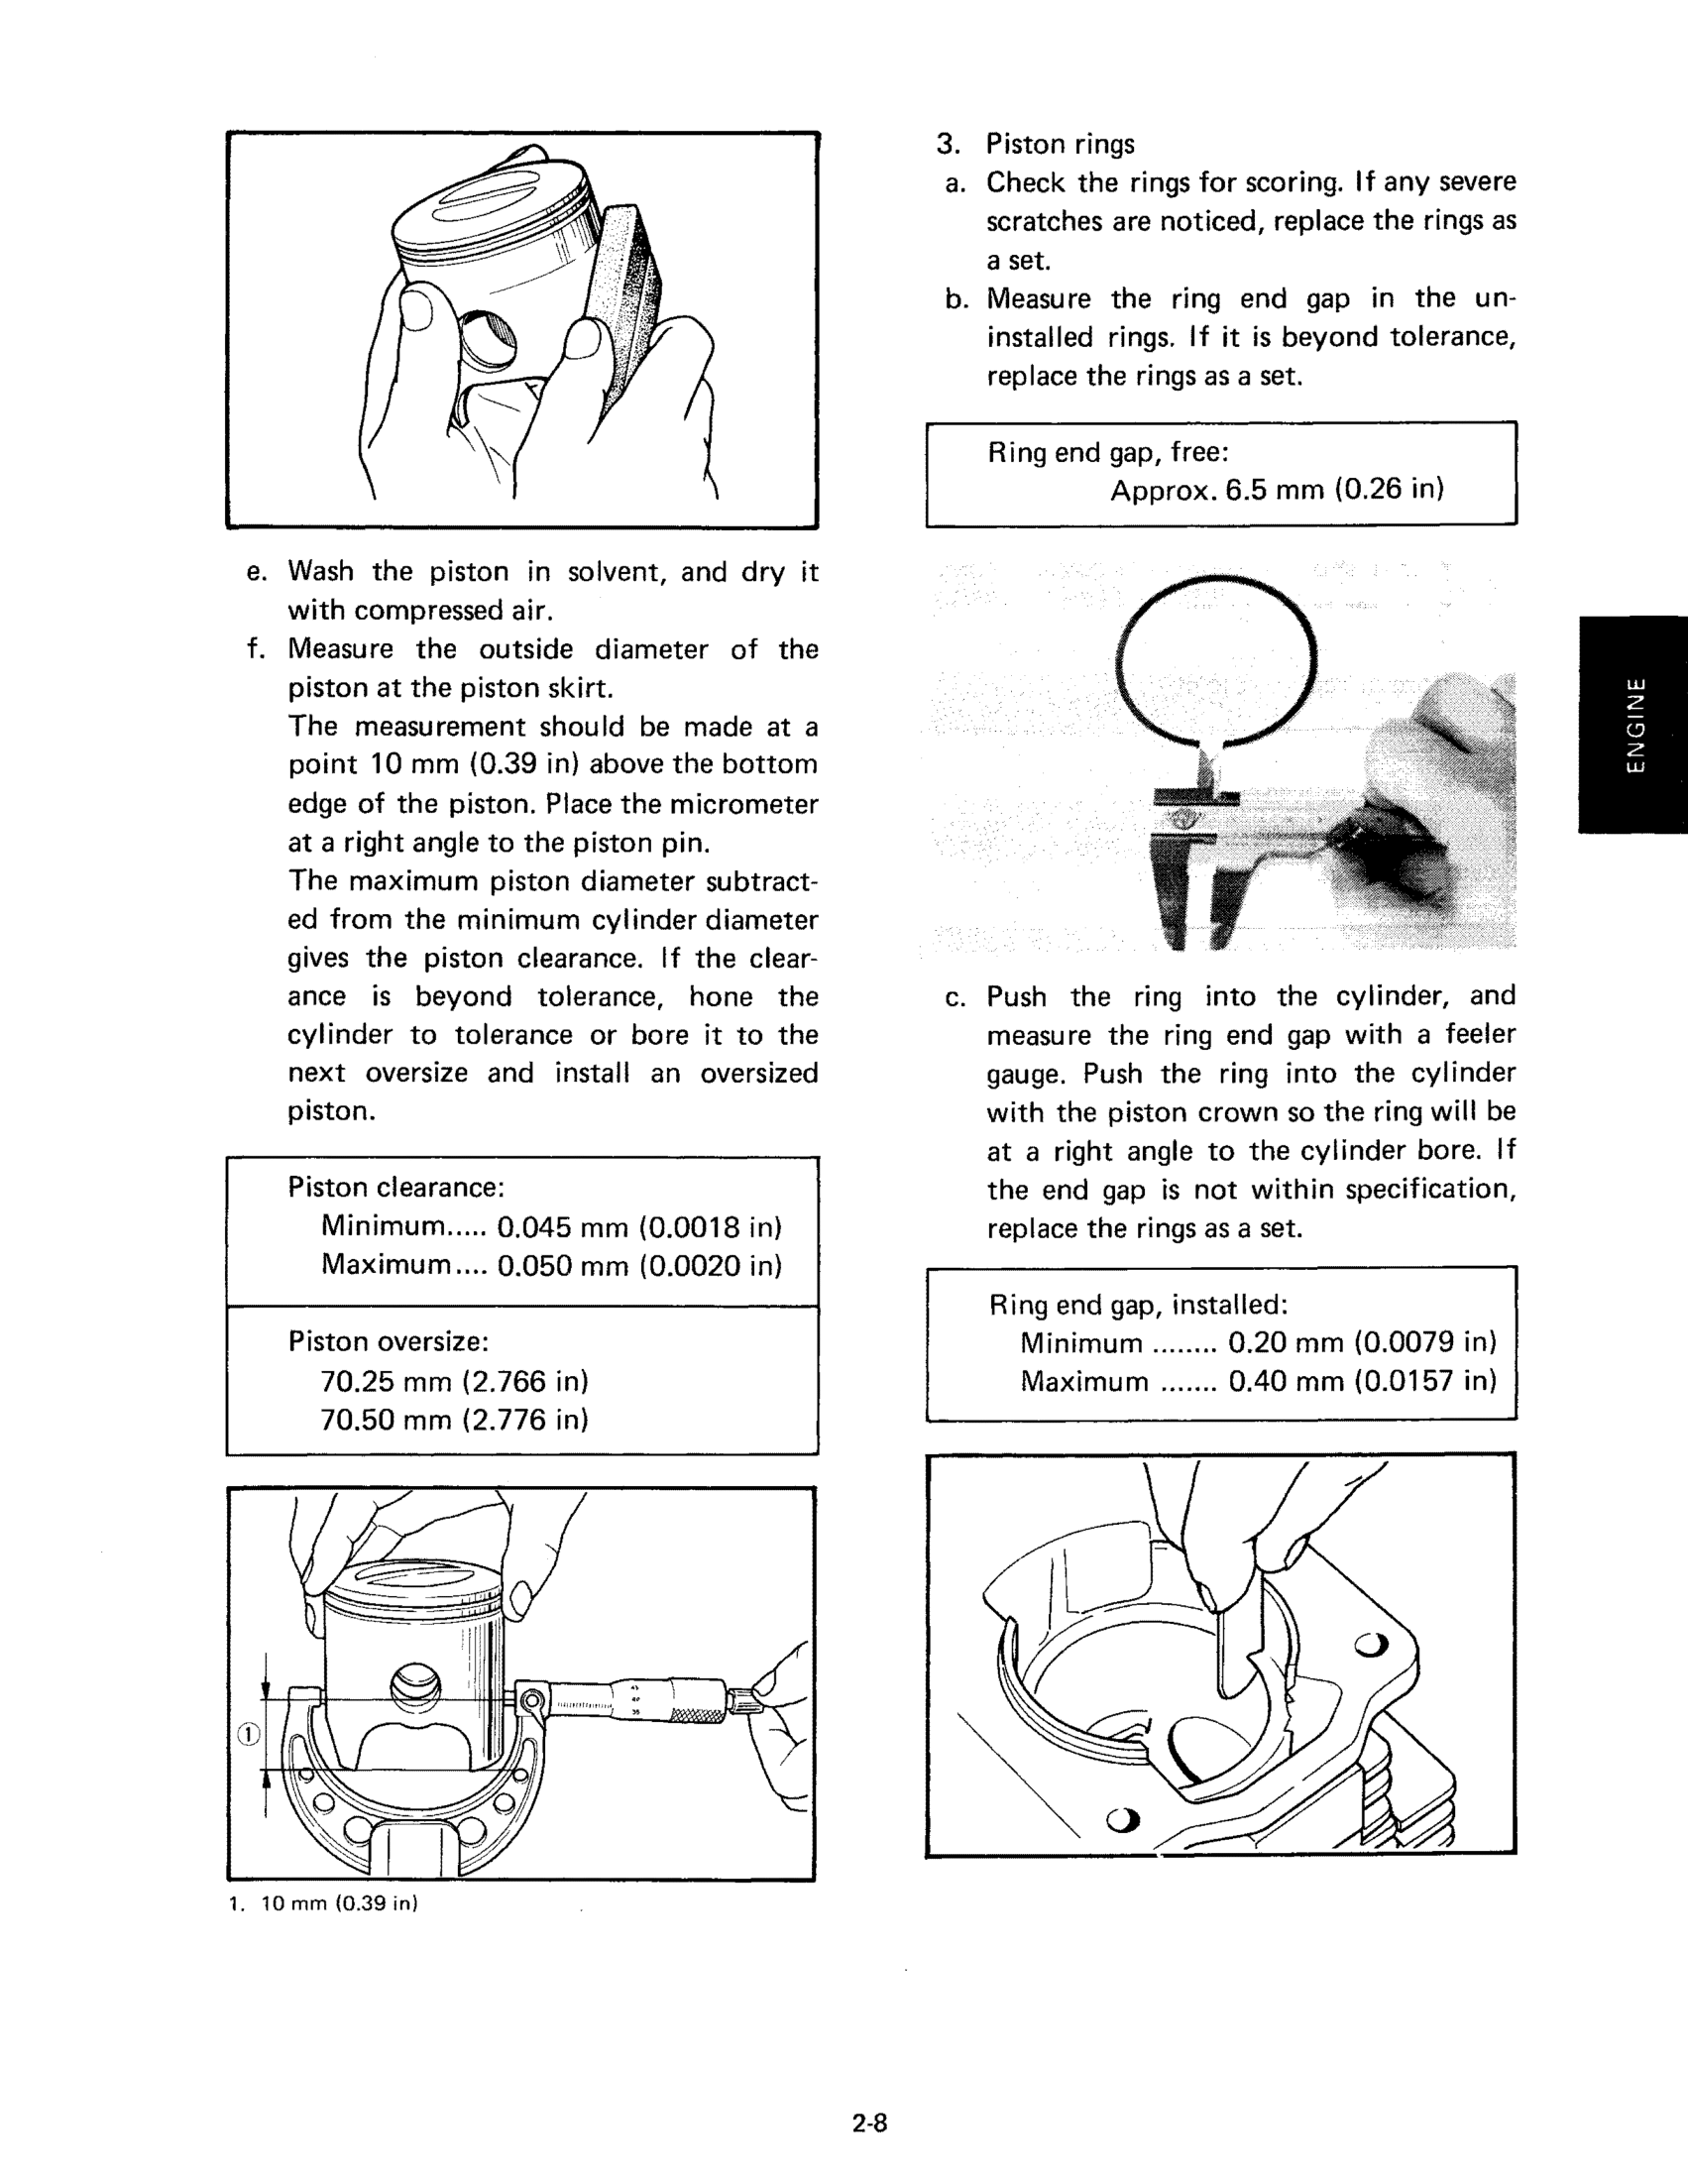 e. Wash the piston in solvent, and dry it
with compressed air.
f. Measure the outside diameter of the
piston at the piston skirt.
The measurement should be made at a
point 10 mm (0.39 in) above the bottom
edge of the piston. Place the micrometer
at a right angle to the piston pin.
The maximum piston diameter subtract-
ed from the minimum cylinder diameter
gives the piston clearance. If the clear-
ance is beyond tolerance, hone the
cylinder to tolerance or bore it to the
next oversize and install an oversized
piston.
Piston clearance:
Minimum..... 0.045 mm (0.0018 in)
Maximum.... 0.050 mm (0.0020 in)
Piston oversize:
70.25 mm (2.766 in)
70.50 mm (2.776 in)
1
1. 10 mm (0.39 in)
3. Piston rings
a. Check the rings for scoring. If any severe
scratches are noticed, replace the rings as
a set.
b. Measure the ring end gap in the un-
installed rings. If it is beyond tolerance,
replace the rings as a set.
Ring end gap, free:
Approx. 6.5 mm (0.26 in)
c. Push the ring into the cylinder, and
measure the ring end gap with a feeler
gauge. Push the ring into the cylinder
with the piston crown so the ring will be
at a right angle to the cylinder bore. If
the end gap is not within specification,
replace the rings as a set.
Ring end gap, installed:
Minimum ........ 0.20 mm (0.0079 in)
Maximum ....... 0.40 mm (0.0157 in)
ENGINE
2-8